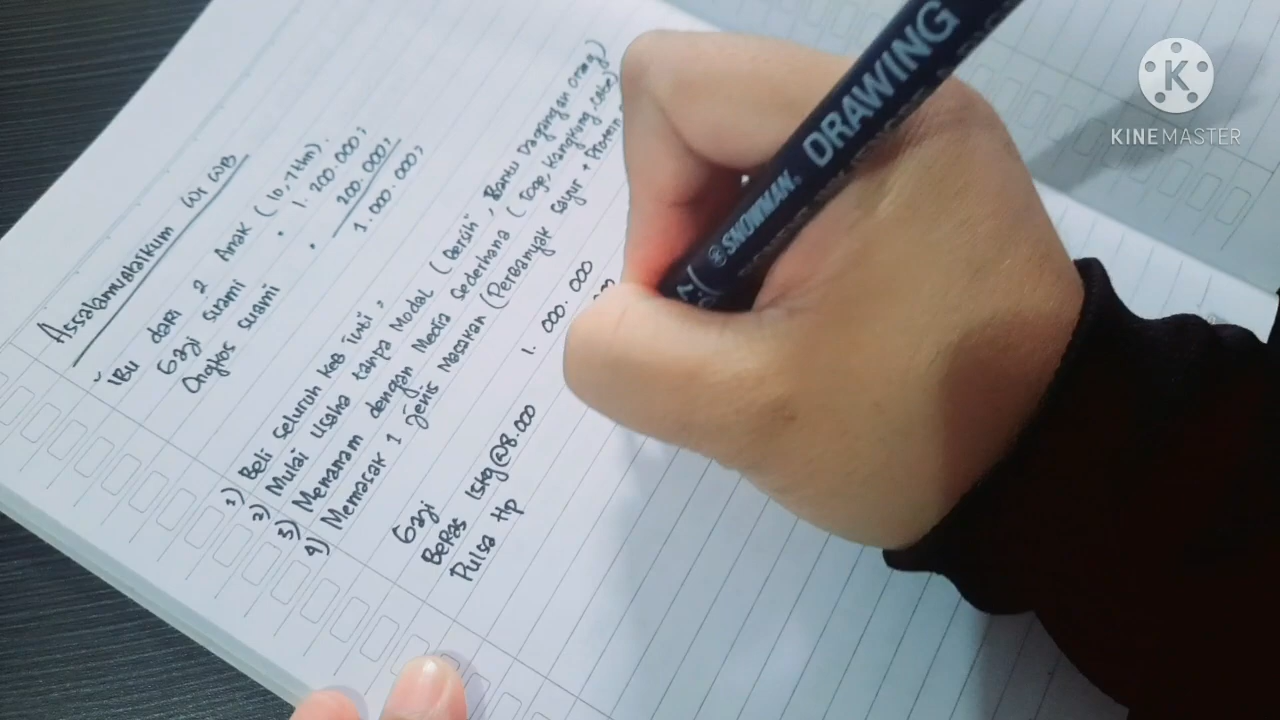 Assalamualaikum Wr WB
Ibu dari 2 Anak (10, 7thn).
Gaji suami : 1. 200.000;
Ongkos suami : 200.000;
1. 000. 000;
1) Beli seluruh keb "inti";
2) Mulai usaha tanpa Modal (Bersih", Bantu Dagangan orang)
3) Menanam dengan Media Sederhana (Toge, kangkung, cabe)
4) Memasak 1 jenis Masakan (Perbanyak sayur + Protein
Gaji 1. 000. 000
Beras 15kg@8.000
Pulsa Hp
SNOWMAN DRAWING
KINEMASTER